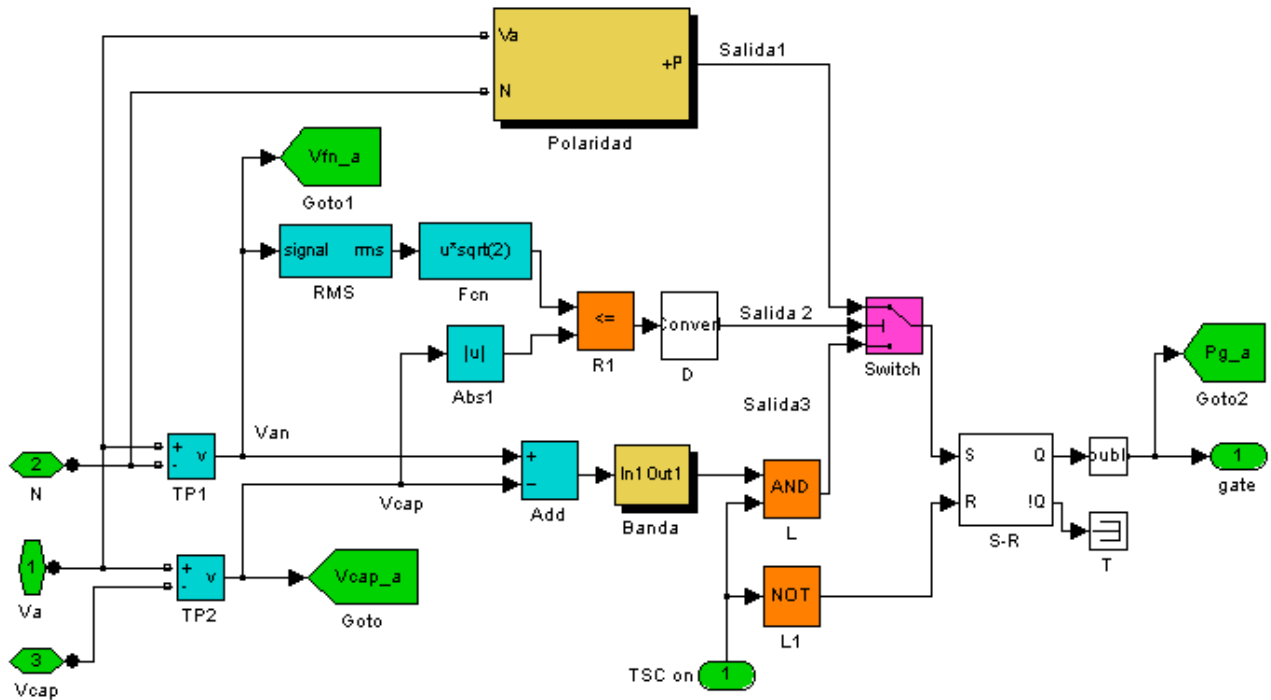 Va
+P
N
Salida1
Polaridad
Vfn_a
Goto1
signal rms
RMS
u*sqrt(2)
Fcn
<=
R1
Conver
D
Salida 2
Switch
|u|
Abs1
Salida3
Pg_a
Goto2
Van
2
N
+
-
v
TP1
Vcap
+
−
Add
In1 Out1
Banda
AND
L
S
Q
R
!Q
S-R
oubl
T
1
gate
1
Va
+
-
v
TP2
Vcap_a
Goto
NOT
L1
3
Vcap
TSC on
1